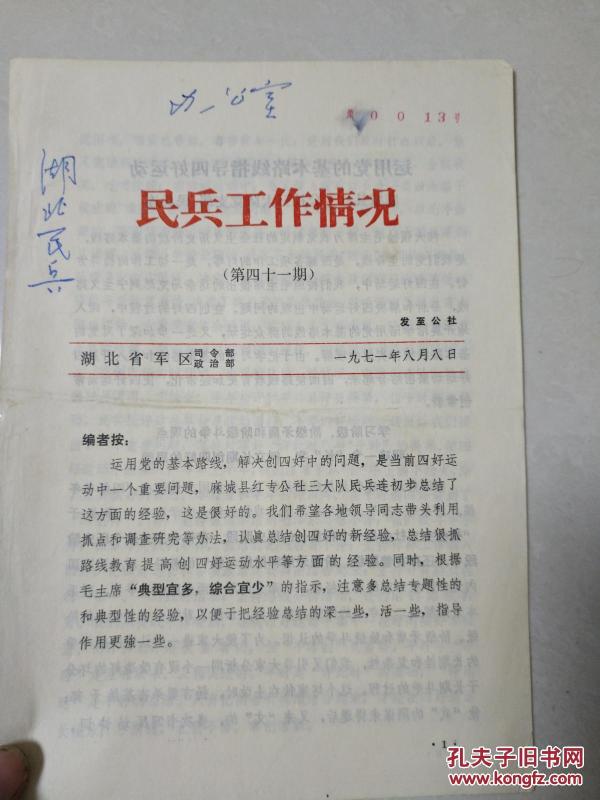 办公室
第 0013号
湖北民兵
民兵工作情况
（第四十一期）
发至公社
湖北省军区司令部政治部 一九七一年八月八日
编者按：
运用党的基本路线，解决创四好中的问题，是当前四好运
动中一个重要问题，麻城县红专公社三大队民兵连初步总结了
这方面的经验，这是很好的。我们希望各地领导同志带头利用
抓点和调查研究等办法，认真总结创四好的新经验，总结狠抓
路线教育提高创四好运动水平等方面的经验。同时，根据
毛主席“典型宜多，综合宜少”的指示，注意多总结专题性的
和典型性的经验，以便于把经验总结的深一些，活一些，指导
作用更強一些。
·1·
孔夫子旧书网
www.kongfz.com